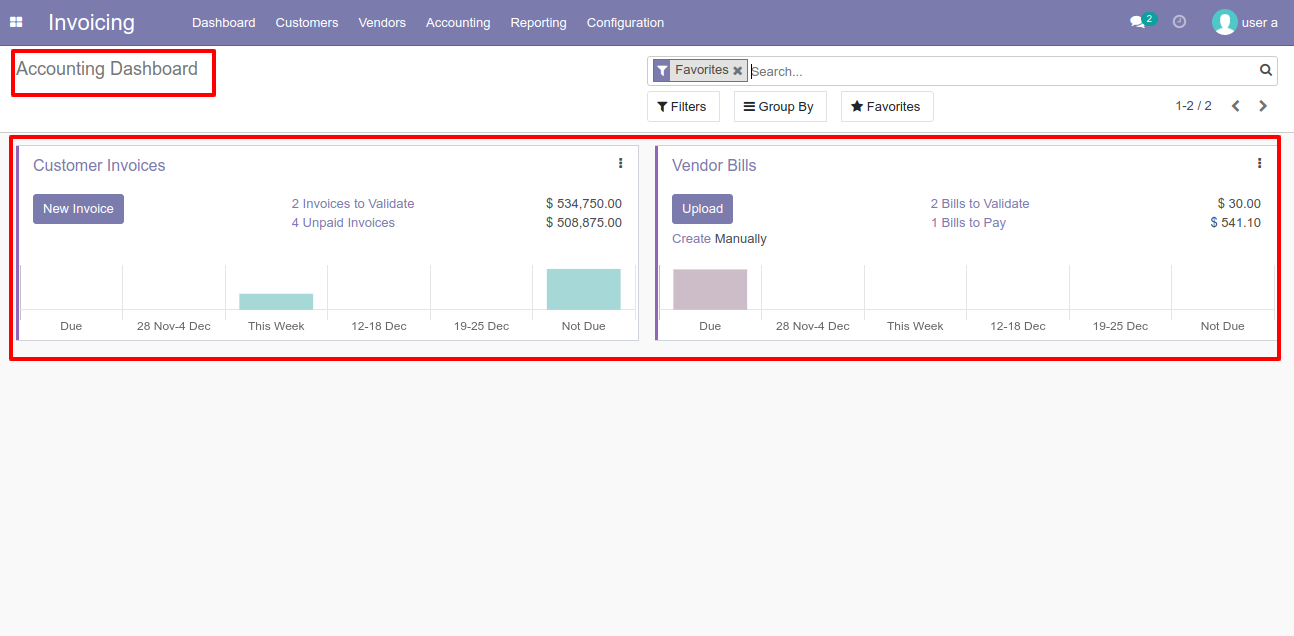 Invoicing Dashboard Customers Vendors Accounting Reporting Configuration 2 user a
Accounting Dashboard
Favorites Search...
Filters Group By Favorites 1-2 / 2
Customer Invoices
New Invoice
2 Invoices to Validate $ 534,750.00
4 Unpaid Invoices $ 508,875.00
Due 28 Nov-4 Dec This Week 12-18 Dec 19-25 Dec Not Due
Vendor Bills
Upload
2 Bills to Validate $ 30.00
1 Bills to Pay $ 541.10
Create Manually
Due 28 Nov-4 Dec This Week 12-18 Dec 19-25 Dec Not Due